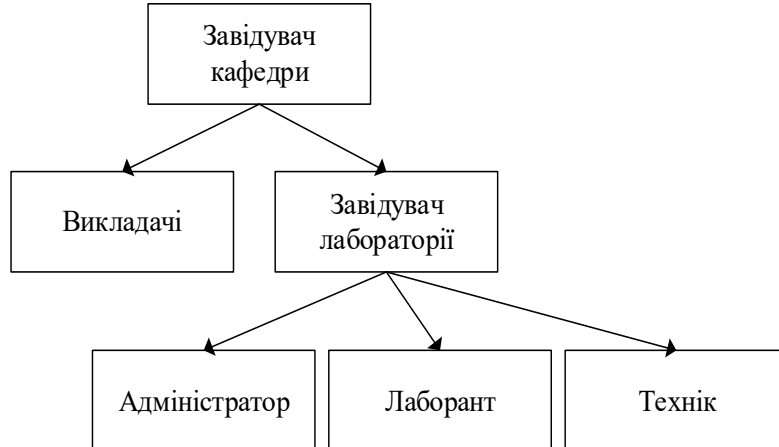 Завідувач
кафедри
Викладачі
Завідувач
лабораторії
Адміністратор
Лаборант
Технік